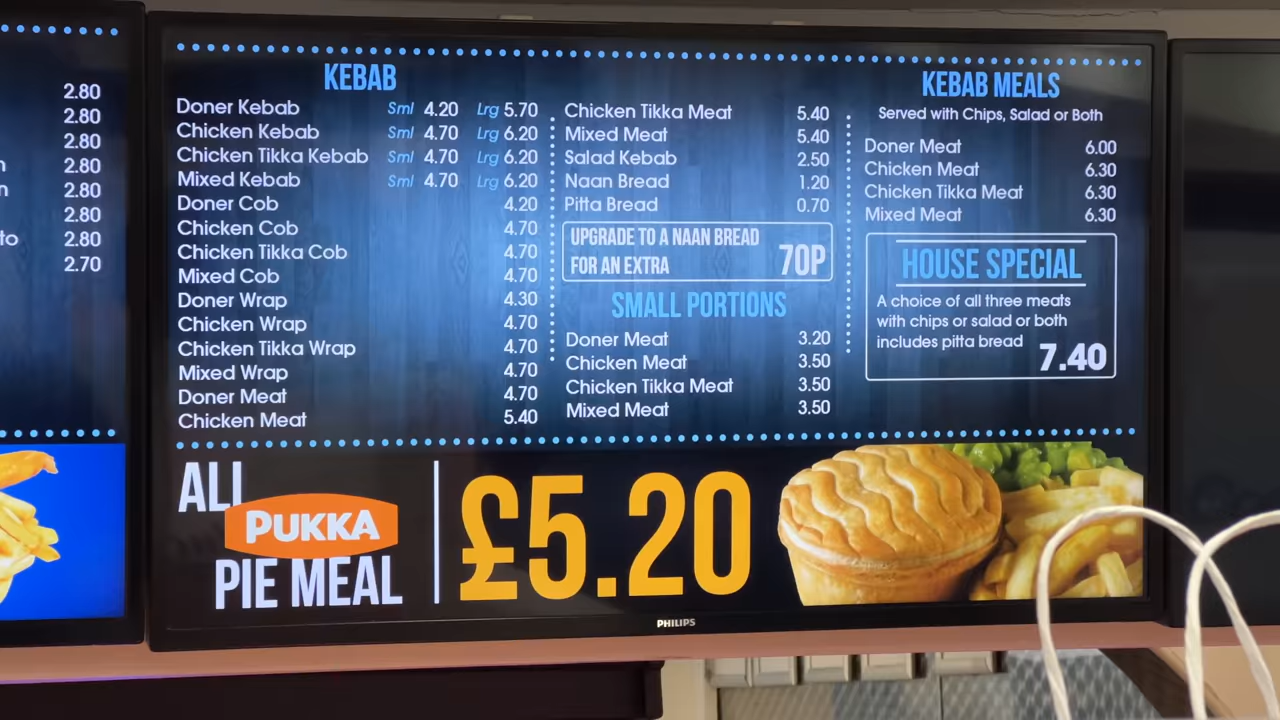 2.80
2.80
2.80
2.80
2.80
2.80
to 2.80
2.70
KEBAB
Doner Kebab Sml 4.20 Lrg 5.70
Chicken Kebab Sml 4.70 Lrg 6.20
Chicken Tikka Kebab Sml 4.70 Lrg 6.20
Mixed Kebab Sml 4.70 Lrg 6.20
Doner Cob 4.20
Chicken Cob 4.70
Chicken Tikka Cob 4.70
Mixed Cob 4.70
Doner Wrap 4.30
Chicken Wrap 4.70
Chicken Tikka Wrap 4.70
Mixed Wrap 4.70
Doner Meat 4.70
Chicken Meat 5.40
Chicken Tikka Meat 5.40
Mixed Meat 5.40
Salad Kebab 2.50
Naan Bread 1.20
Pitta Bread 0.70
UPGRADE TO A NAAN BREAD
FOR AN EXTRA 70P
SMALL PORTIONS
Doner Meat 3.20
Chicken Meat 3.50
Chicken Tikka Meat 3.50
Mixed Meat 3.50
KEBAB MEALS
Served with Chips, Salad or Both
Doner Meat 6.00
Chicken Meat 6.30
Chicken Tikka Meat 6.30
Mixed Meat 6.30
HOUSE SPECIAL
A choice of all three meats
with chips or salad or both
includes pitta bread 7.40
ALL
PUKKA
PIE MEAL
£5.20
PHILIPS